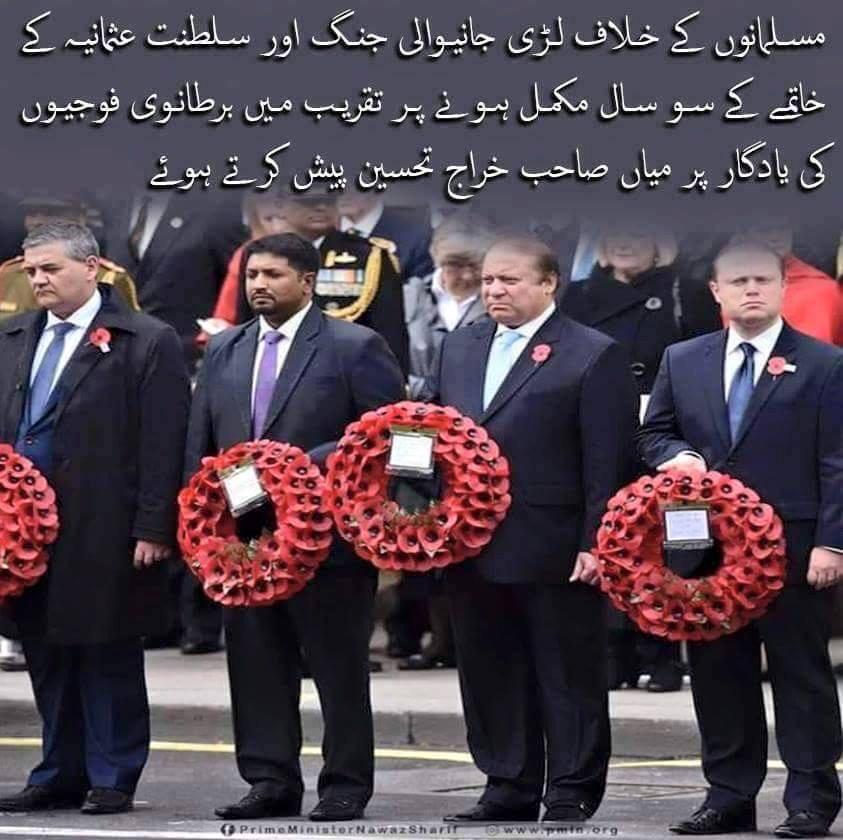 مسلمانوں کے خلاف لڑی جانیوالی جنگ اور سلطنت عثمانیہ کے
خاتمے کے سو سال مکمل ہونے پر تقریب میں برطانوی فوجیوں
کی یادگار پر میاں صاحب خراج تحسین پیش کرتے ہوئے
PrimeMinisterNawazSharif www.pmln.org